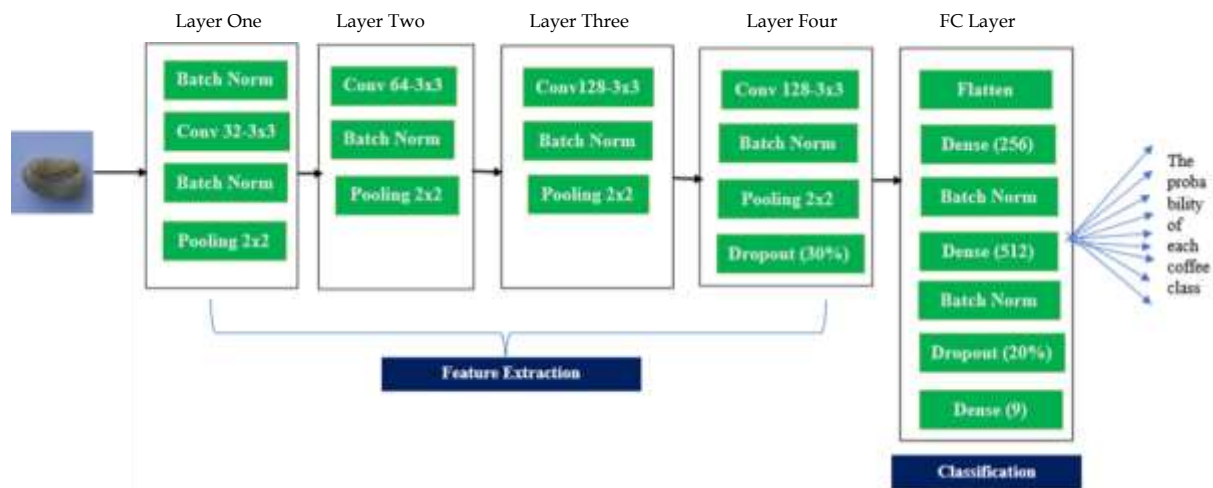 Layer One
Layer Two
Layer Three
Layer Four
FC Layer
Batch Norm
Conv 32-3x3
Batch Norm
Pooling 2x2
Conv 64-3x3
Batch Norm
Pooling 2x2
Conv128-3x3
Batch Norm
Pooling 2x2
Conv 128-3x3
Batch Norm
Pooling 2x2
Dropout (30%)
Flatten
Dense (256)
Batch Norm
Dense (512)
Batch Norm
Dropout (20%)
Dense (9)
The
proba
bility
of
each
coffee
class
Feature Extraction
Classification